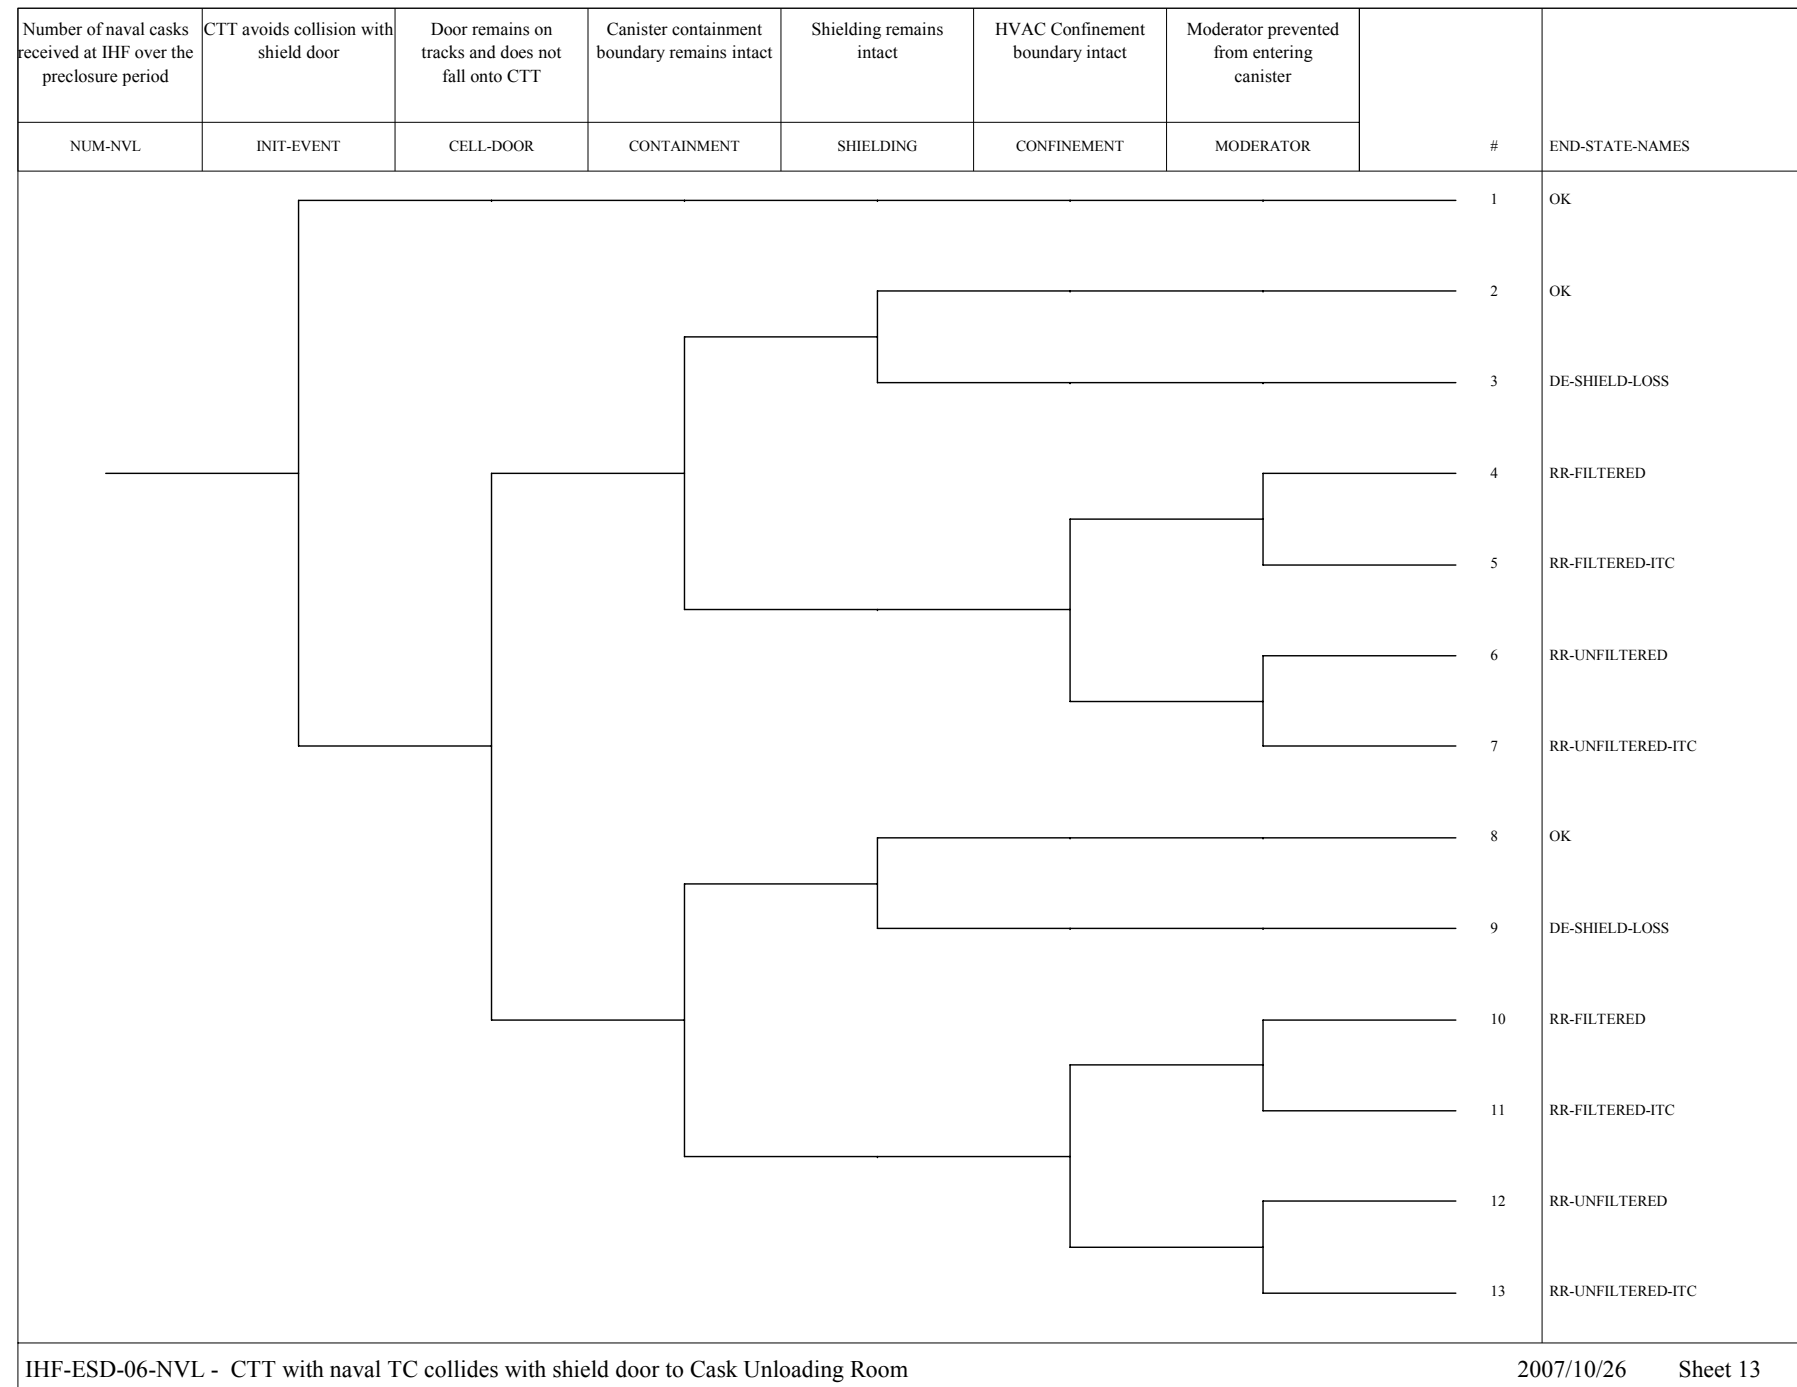 Number of naval casks
received at IHF over the
preclosure period
CTT avoids collision with
shield door
Door remains on
tracks and does not
fall onto CTT
Canister containment
boundary remains intact
Shielding remains
intact
HVAC Confinement
boundary intact
Moderator prevented
from entering
canister
NUM-NVL
INIT-EVENT
CELL-DOOR
CONTAINMENT
SHIELDING
CONFINEMENT
MODERATOR
#
END-STATE-NAMES
1 OK
2 OK
3 DE-SHIELD-LOSS
4 RR-FILTERED
5 RR-FILTERED-ITC
6 RR-UNFILTERED
7 RR-UNFILTERED-ITC
8 OK
9 DE-SHIELD-LOSS
10 RR-FILTERED
11 RR-FILTERED-ITC
12 RR-UNFILTERED
13 RR-UNFILTERED-ITC
IHF-ESD-06-NVL - CTT with naval TC collides with shield door to Cask Unloading Room
2007/10/26 Sheet 13